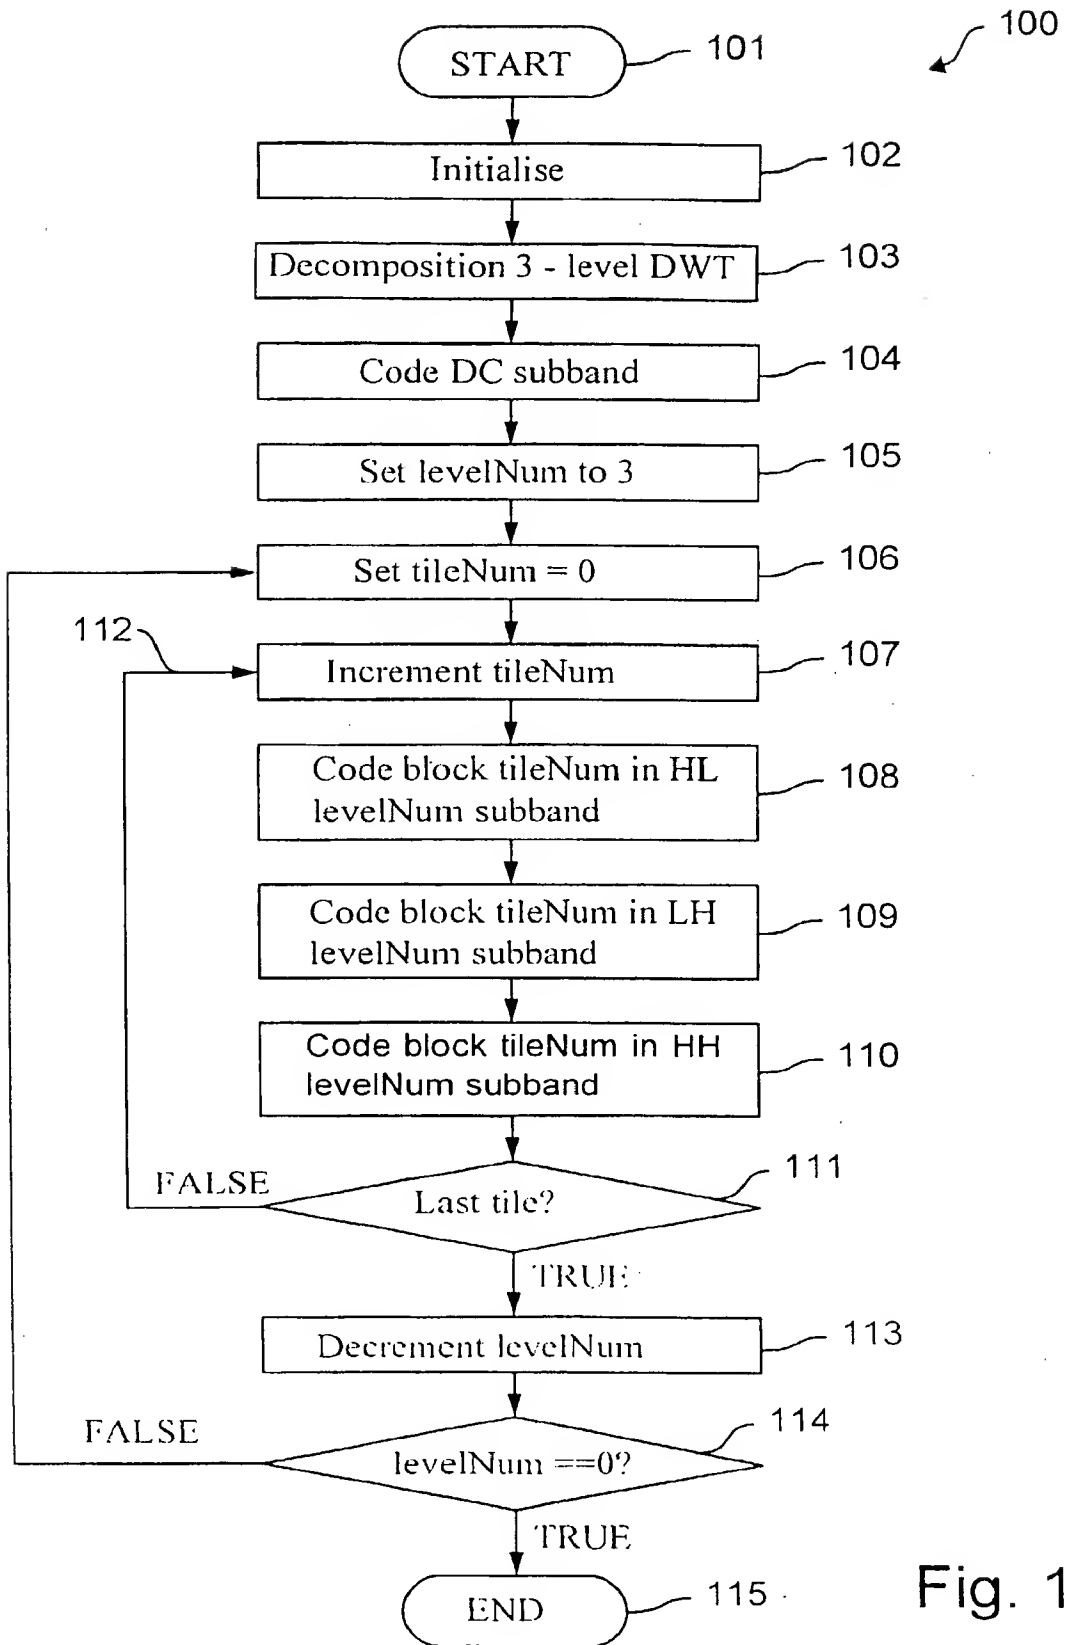 100
START
101
Initialise
102
Decomposition 3 - level DWT
103
Code DC subband
104
Set levelNum to 3
105
Set tileNum = 0
106
112
Increment tileNum
107
Code block tileNum in HL
levelNum subband
108
Code block tileNum in LH
levelNum subband
109
Code block tileNum in HH
levelNum subband
110
Last tile?
111
FALSE
TRUE
Decrement levelNum
113
levelNum ==0?
114
FALSE
TRUE
END
115
Fig. 1